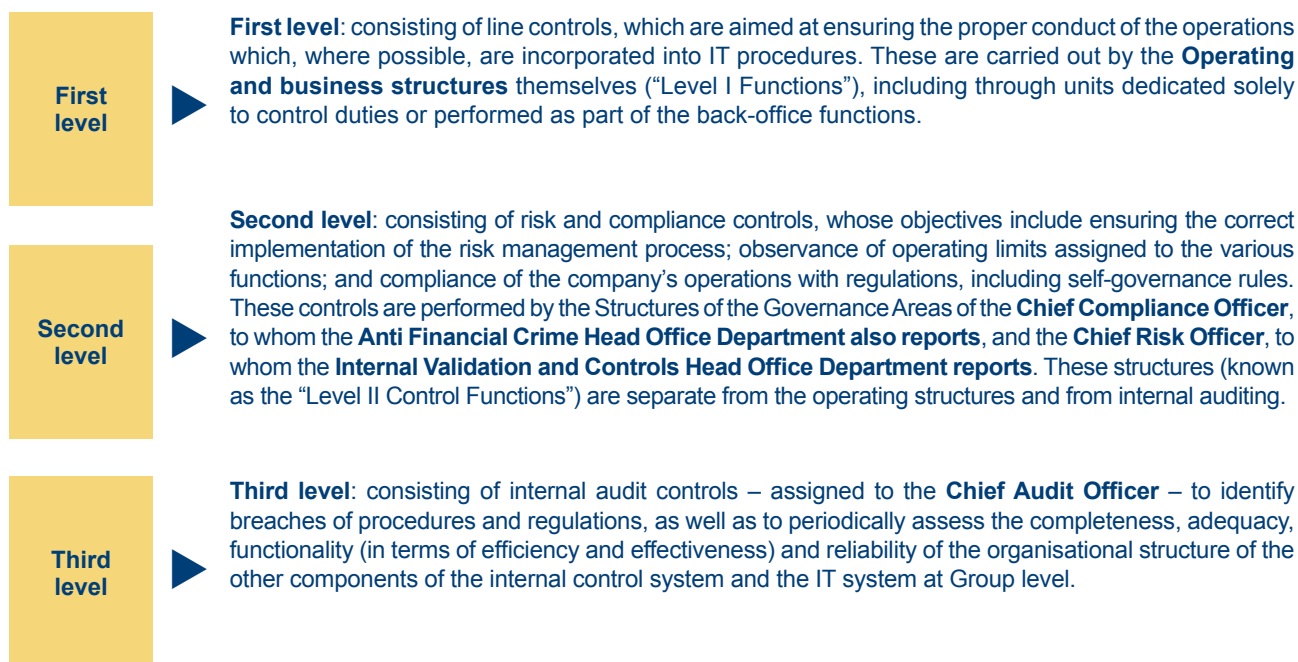 First
level
First level: consisting of line controls, which are aimed at ensuring the proper conduct of the operations
which, where possible, are incorporated into IT procedures. These are carried out by the Operating
and business structures themselves (“Level I Functions”), including through units dedicated solely
to control duties or performed as part of the back-office functions.
Second
level
Second level: consisting of risk and compliance controls, whose objectives include ensuring the correct
implementation of the risk management process; observance of operating limits assigned to the various
functions; and compliance of the company’s operations with regulations, including self-governance rules.
These controls are performed by the Structures of the Governance Areas of the Chief Compliance Officer,
to whom the Anti Financial Crime Head Office Department also reports, and the Chief Risk Officer, to
whom the Internal Validation and Controls Head Office Department reports. These structures (known
as the “Level II Control Functions”) are separate from the operating structures and from internal auditing.
Third
level
Third level: consisting of internal audit controls – assigned to the Chief Audit Officer – to identify
breaches of procedures and regulations, as well as to periodically assess the completeness, adequacy,
functionality (in terms of efficiency and effectiveness) and reliability of the organisational structure of the
other components of the internal control system and the IT system at Group level.